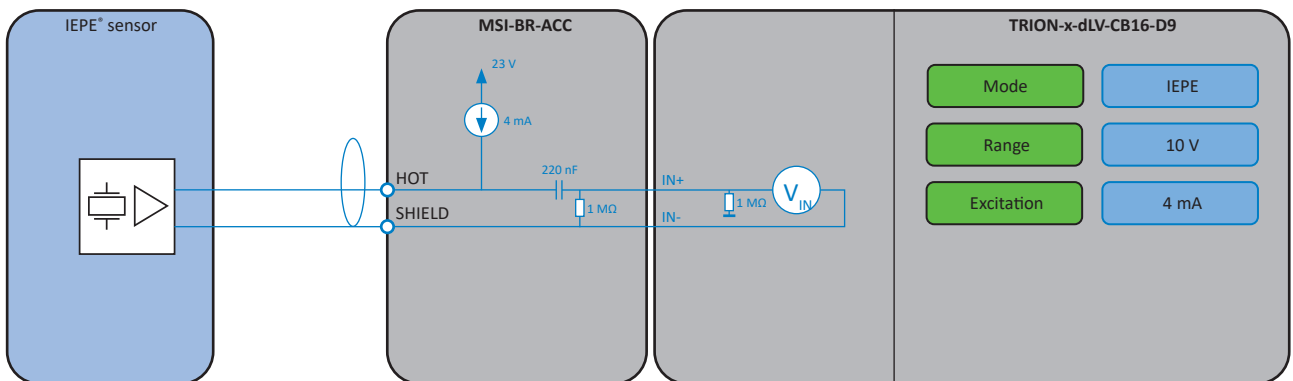 IEPE® sensor
MSI-BR-ACC
TRION-x-dLV-CB16-D9
23 V
4 mA
HOT
220 nF
SHIELD
1 MΩ
IN+
IN-
1 MΩ
V IN
Mode
IEPE
Range
10 V
Excitation
4 mA